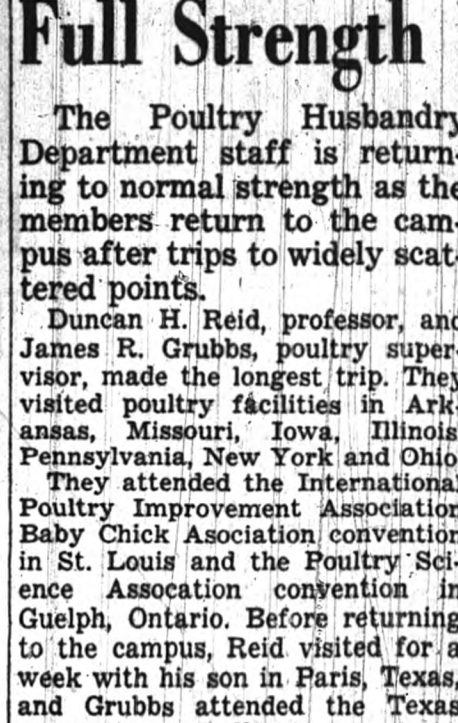 Full Strength
The Poultry Husbandry
Department staff is return-
ing to normal strength as the
members return to the cam-
pus after trips to widely scat-
tered points.
Duncan H. Reid, professor, and
James R. Grubbs, poultry super-
visor, made the longest trip. They
visited poultry facilities in Ark-
ansas, Missouri, Iowa, Illinois
Pennsylvania, New York and Ohio
They attended the International
Poultry Improvement Association
Baby Chick Asociation convention
in St. Louis and the Poultry Sci-
ence Assocation convention in
Guelph, Ontario. Before returning
to the campus, Reid visited for a
week with his son in Paris, Texas,
and Grubbs attended the Texas